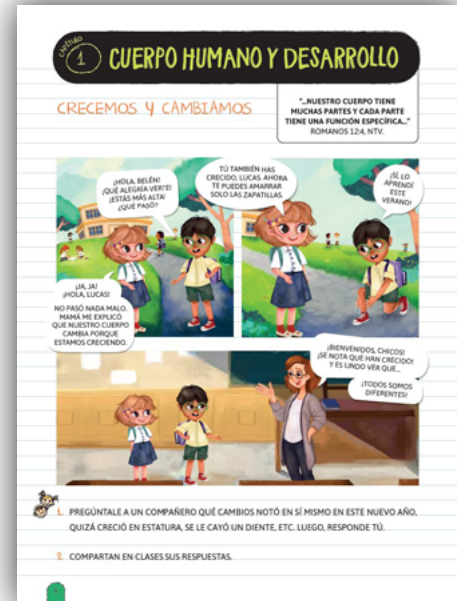 CAPÍTULO
1
CUERPO HUMANO Y DESARROLLO
CRECEMOS Y CAMBIAMOS
"...NUESTRO CUERPO TIENE
MUCHAS PARTES Y CADA PARTE
TIENE UNA FUNCIÓN ESPECÍFICA..."
ROMANOS 12:4, NTV.
¡HOLA, BELÉN!
¡QUÉ ALEGRÍA VERTE!
¡ESTÁS MÁS ALTA!
¿QUÉ PASÓ?
¡JA, JA!
¡HOLA, LUCAS!
NO PASÓ NADA MALO.
MAMÁ ME EXPLICÓ
QUE NUESTRO CUERPO
CAMBIA PORQUE
ESTAMOS CRECIENDO.
TÚ TAMBIÉN HAS
CRECIDO, LUCAS. AHORA
TE PUEDES AMARRAR
SOLO LAS ZAPATILLAS.
¡SÍ, LO
APRENDÍ
ESTE
VERANO!
¡BIENVENIDOS, CHICOS!
¡SE NOTA QUE HAN CRECIDO!
Y ES LINDO VER QUE...
¡TODOS SOMOS
DIFERENTES!
1. PREGÚNTALE A UN COMPAÑERO QUÉ CAMBIOS NOTÓ EN SÍ MISMO EN ESTE NUEVO AÑO,
QUIZÁ CRECIÓ EN ESTATURA, SE LE CAYÓ UN DIENTE, ETC. LUEGO, RESPONDE TÚ.
2. COMPARTAN EN CLASES SUS RESPUESTAS.